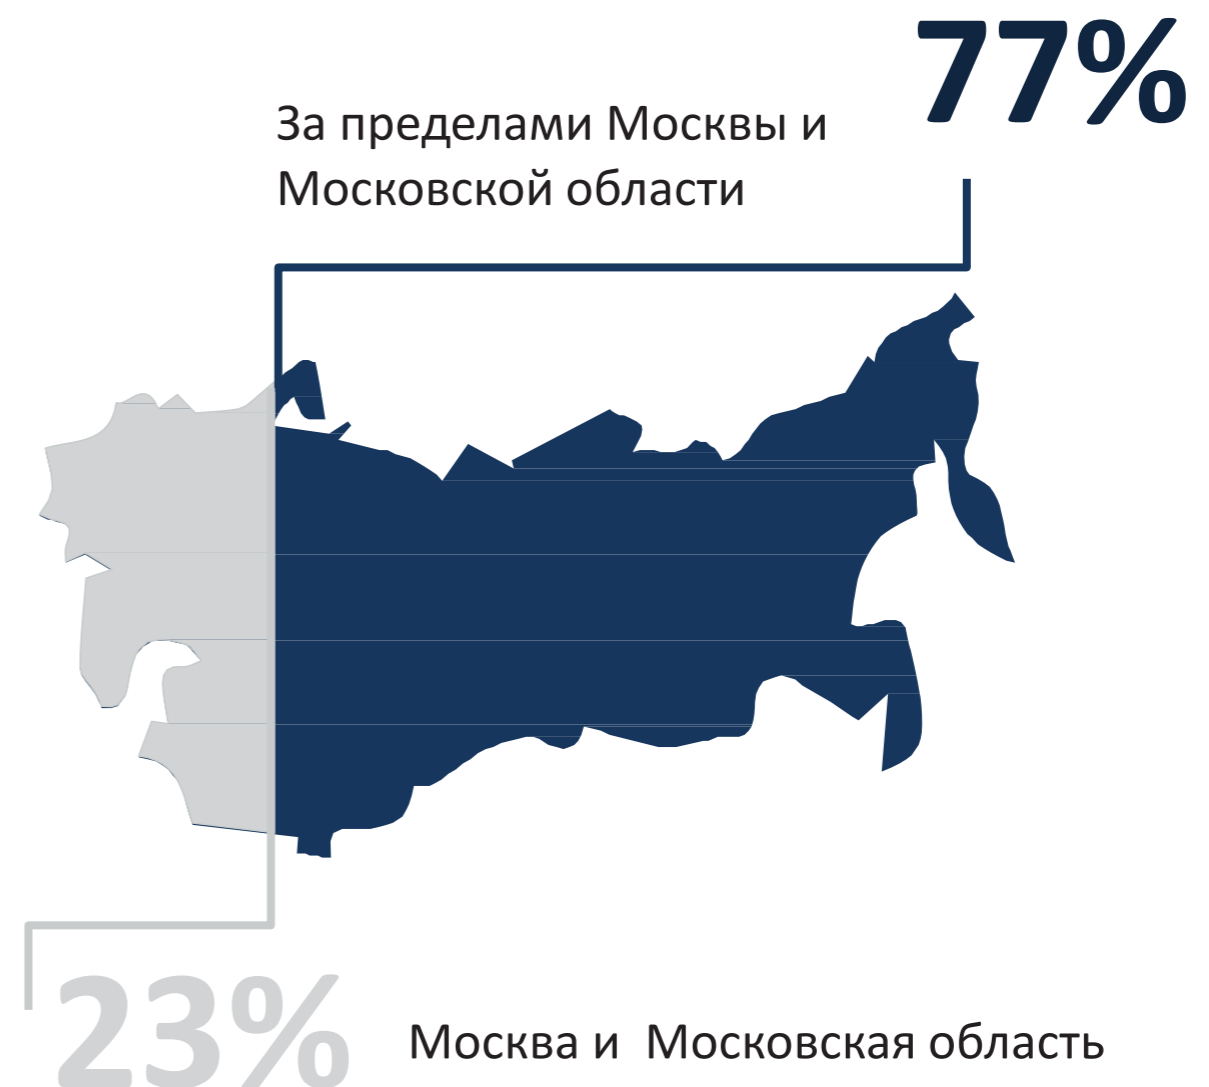 77%
За пределами Москвы и
Московской области
23%
Москва и Московская область